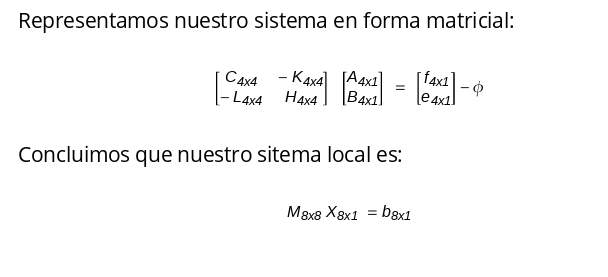 Representamos nuestro sistema en forma matricial:
[ C4x4 − K4x4 ] [ A4x1 ] = [ f4x1 ] − ϕ
[ − L4x4 H4x4 ] [ B4x1 ] [ e4x1 ]
Concluimos que nuestro sitema local es:
M8x8 X8x1 = b8x1